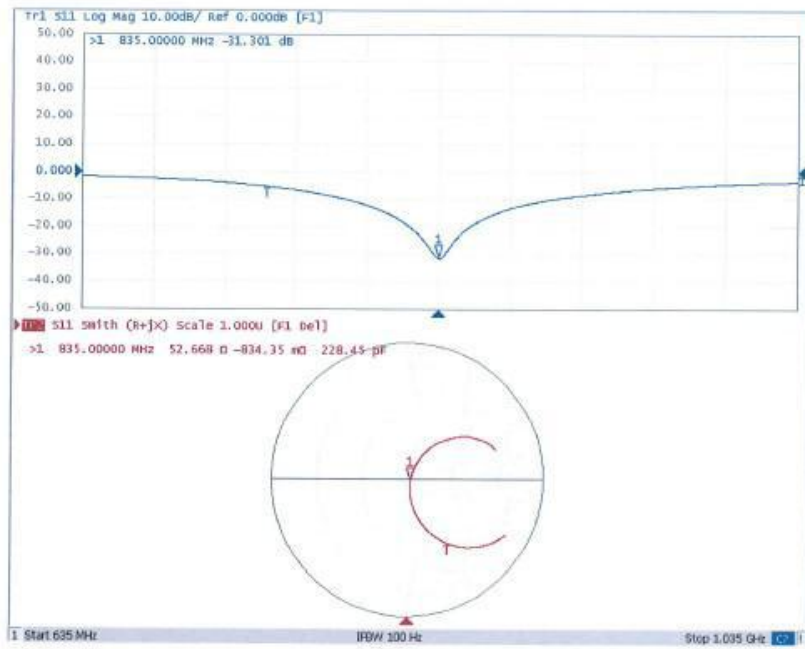 Tr1 S11 Log Mag 10.00dB/ Ref 0.000dB [F1]
50.00
>1 835.00000 MHz -31.301 dB
40.00
30.00
20.00
10.00
0.000
-10.00
-20.00
1
-30.00
-40.00
-50.00
S11 Smith (R+jX) Scale 1.000U [F1 Del]
>1 835.00000 MHz 52.668 Ω -834.35 mΩ 228.45 pF
1
1 Start 635 MHz IFBW 100 Hz Stop 1.035 GHz C?